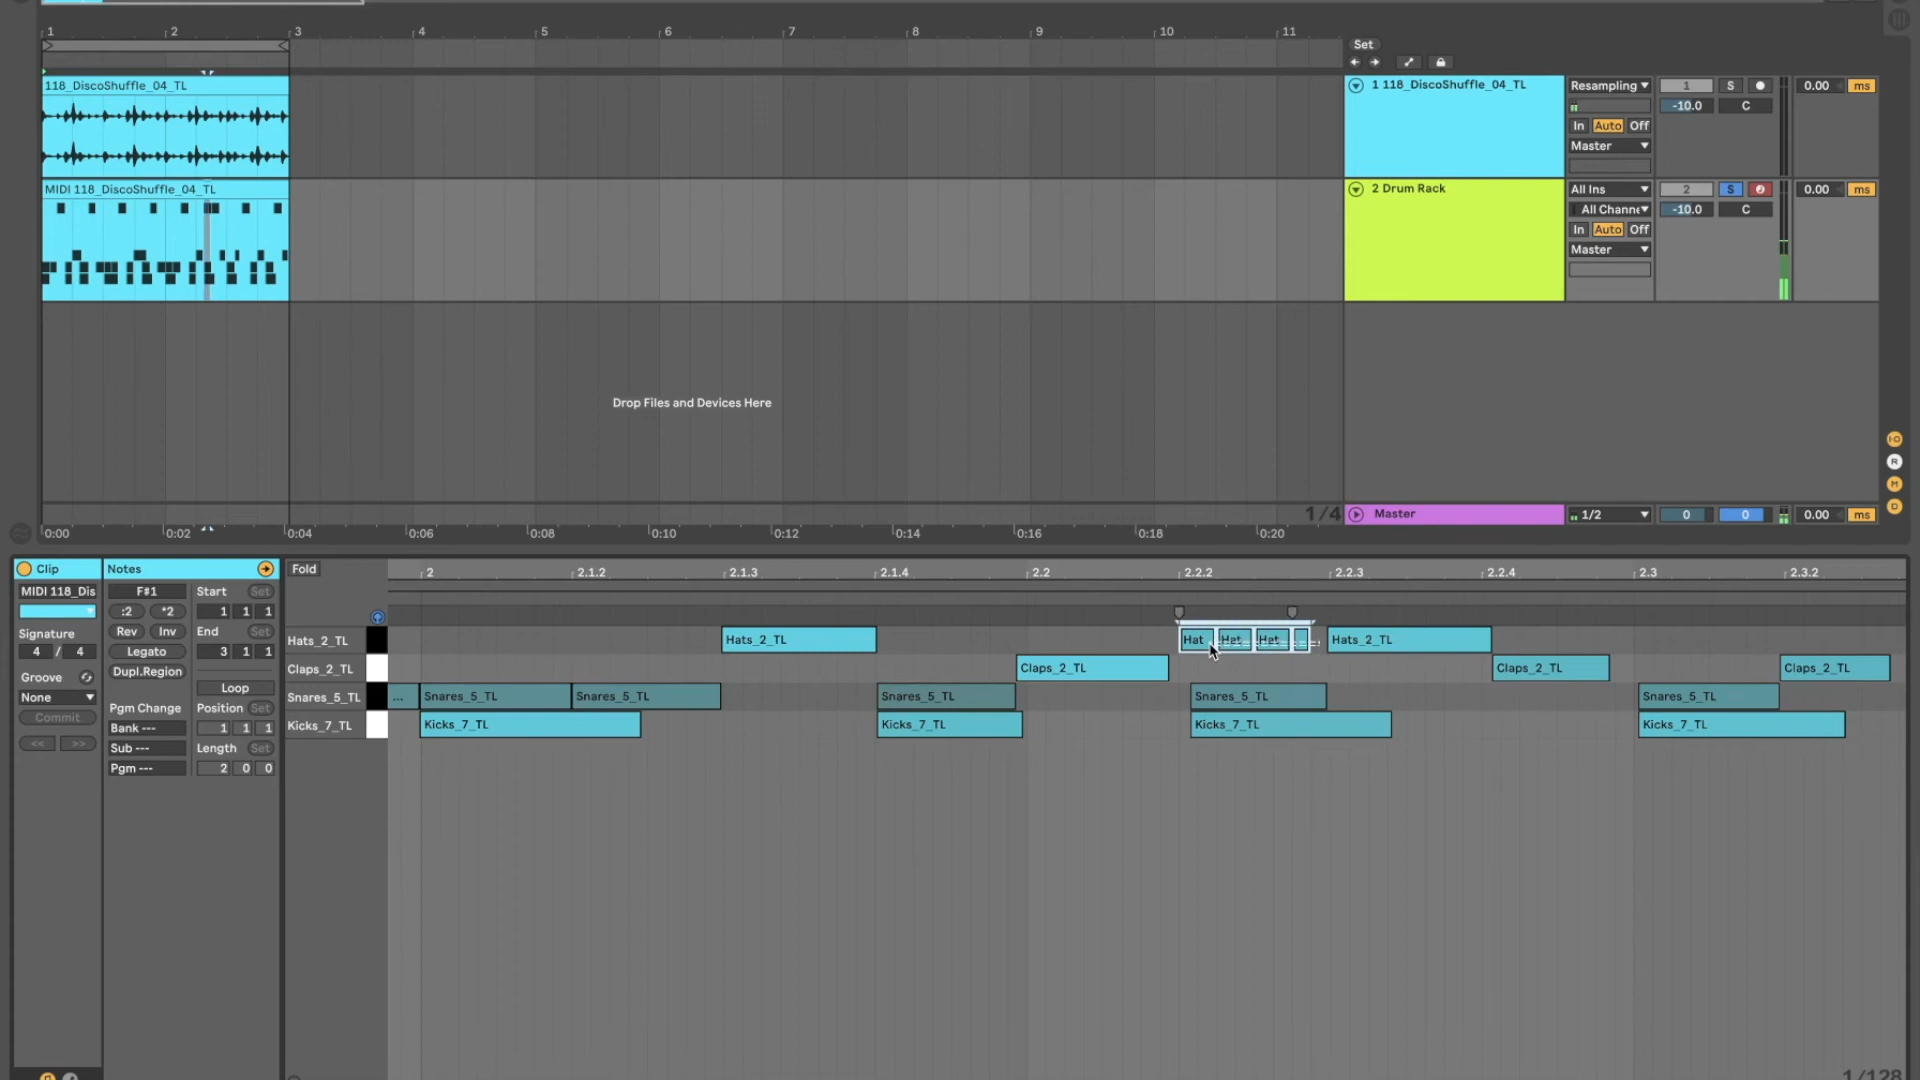 1 2 3 4 5 6 7 8 9 10 11
Set
118_DiscoShuffle_04_TL
1 118_DiscoShuffle_04_TL
Resampling 1 S 0.00 ms
-10.0 C
In Auto Off
Master
MIDI 118_DiscoShuffle_04_TL
2 Drum Rack
All Ins 2 S 0.00 ms
All Channe -10.0 C
In Auto Off
Master
Drop Files and Devices Here
I·O
R
M
D
1/4
Master 1/2 0 0 0.00 ms
0:00 0:02 0:04 0:06 0:08 0:10 0:12 0:14 0:16 0:18 0:20
Clip
MIDI 118_Dis
Signature
4 / 4
Groove
None
Commit
<< >>
Notes
F#1
:2 *2
Rev Inv
Legato
Dupl.Region
Pgm Change
Bank ---
Sub ---
Pgm ---
Start Set
1 1 1
End Set
3 1 1
Loop
Position Set
1 1 1
Length Set
2 0 0
Fold
2 2.1.2 2.1.3 2.1.4 2.2 2.2.2 2.2.3 2.2.4 2.3 2.3.2
Hats_2_TL Hats_2_TL Hat Hat Hat Hats_2_TL
Claps_2_TL Claps_2_TL Claps_2_TL Claps_2_TL
Snares_5_TL ... Snares_5_TL Snares_5_TL Snares_5_TL Snares_5_TL Snares_5_TL
Kicks_7_TL Kicks_7_TL Kicks_7_TL Kicks_7_TL Kicks_7_TL
1/128